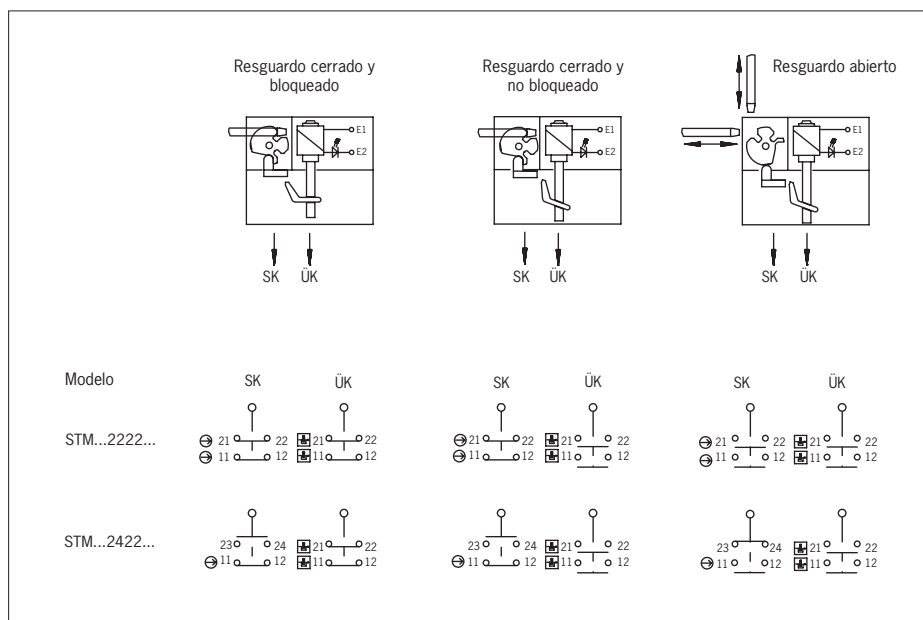 Resguardo cerrado y
bloqueado
Resguardo cerrado y
no bloqueado
Resguardo abierto
E1
E2
E1
E2
E1
E2
SK ÜK
SK ÜK
SK ÜK
Modelo SK ÜK SK ÜK SK ÜK
STM...2222...
21 22 21 22 21 22 21 22 21 22 21 22
11 12 11 12 11 12 11 12 11 12 11 12
STM...2422...
23 24 21 22 23 24 21 22 23 24 21 22
11 12 11 12 11 12 11 12 11 12 11 12